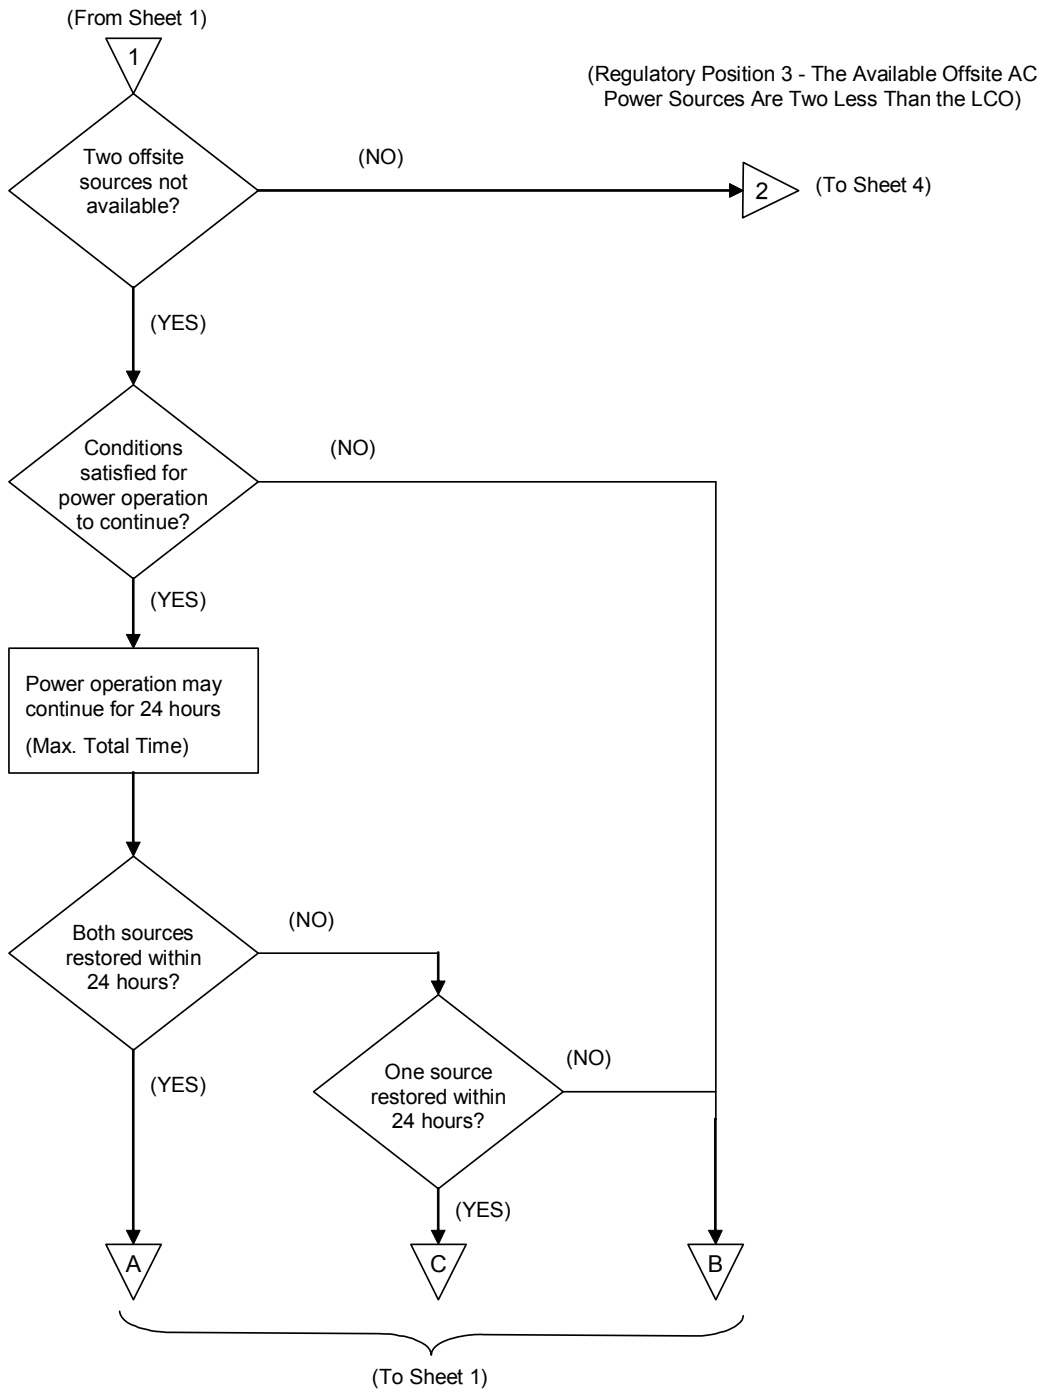 (From Sheet 1)
1
(Regulatory Position 3 - The Available Offsite AC
Power Sources Are Two Less Than the LCO)
Two offsite
sources not
available?
(NO)
2
(To Sheet 4)
(YES)
Conditions
satisfied for
power operation
to continue?
(NO)
(YES)
Power operation may
continue for 24 hours
(Max. Total Time)
Both sources
restored within
24 hours?
(NO)
(YES)
One source
restored within
24 hours?
(NO)
(YES)
A
C
B
(To Sheet 1)